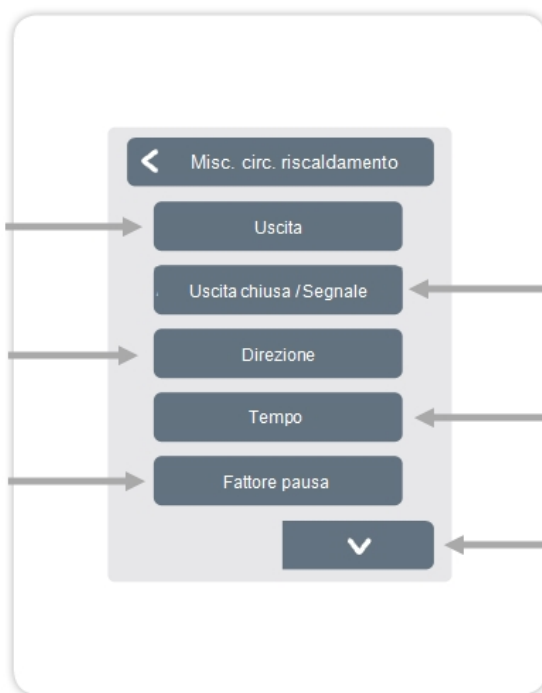 Misc. circ. riscaldamento
Uscita
Uscita chiusa / Segnale
Direzione
Tempo
Fattore pausa